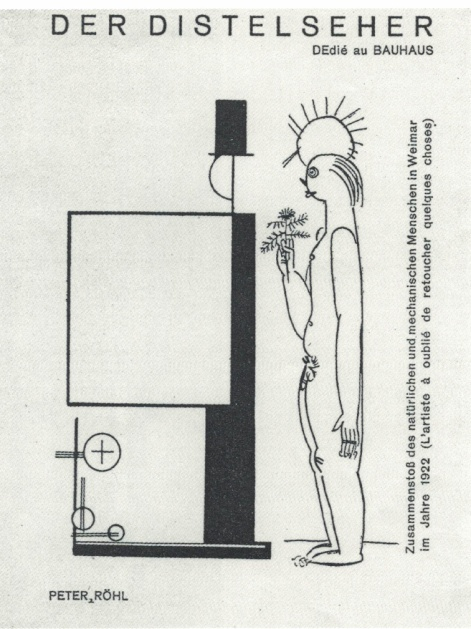 DER DISTELSEHER
DEdié au BAUHAUS
Zusammenstoß des natürlichen und mechanischen Menschen in Weimar
im Jahre 1922 (L'artiste à oublié de retoucher quelques choses)
PETER RÖHL